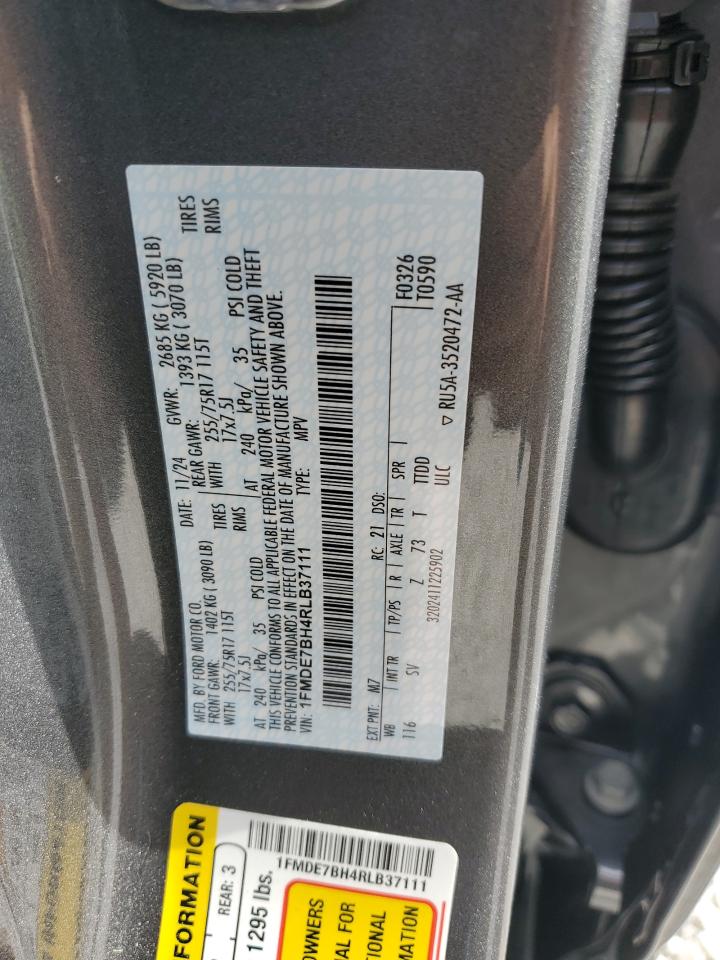 MFD. BY FORD MOTOR CO.
DATE: 11/24 GVWR: 2685 KG ( 5920 LB)
FRONT GAWR: 1402 KG ( 3090 LB) REAR GAWR: 1393 KG ( 3070 LB)
WITH 255/75R17 115T TIRES WITH 255/75R17 115T TIRES
17x7.5J RIMS 17x7.5J RIMS
AT 240 kPa/ 35 PSI COLD AT 240 kPa/ 35 PSI COLD
THIS VEHICLE CONFORMS TO ALL APPLICABLE FEDERAL MOTOR VEHICLE SAFETY AND THEFT
PREVENTION STANDARDS IN EFFECT ON THE DATE OF MANUFACTURE SHOWN ABOVE.
VIN: 1FMDE7BH4RLB37111 TYPE: MPV
EXT PNT: M7 RC: 21 DSO: F0326
WB INT TR TP/PS R AXLE TR SPR T0590
116 SV Z 73 T TTDD
3202411225902 ULC ▽ RU5A-3520472-AA
FORMATION
REAR: 3
1295 lbs.
1FMDE7BH4RLB37111
OWNERS
FOR
MATION